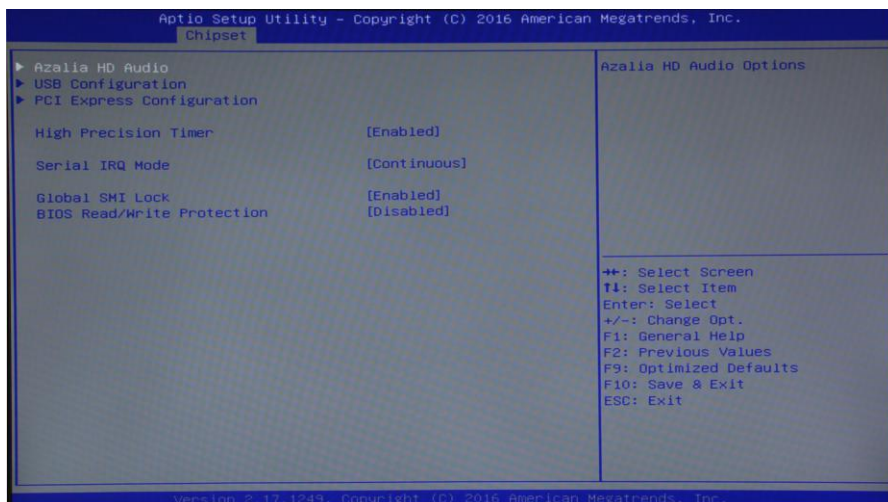 Aptio Setup Utility – Copyright (C) 2016 American Megatrends, Inc.
Chipset
▶ Azalia HD Audio
▶ USB Configuration
▶ PCI Express Configuration
High Precision Timer [Enabled]
Serial IRQ Mode [Continuous]
Global SMI Lock [Enabled]
BIOS Read/Write Protection [Disabled]
Azalia HD Audio Options
→←: Select Screen
↑↓: Select Item
Enter: Select
+/-: Change Opt.
F1: General Help
F2: Previous Values
F9: Optimized Defaults
F10: Save & Exit
ESC: Exit
Version 2.17.1249. Copyright (C) 2016 American Megatrends, Inc.